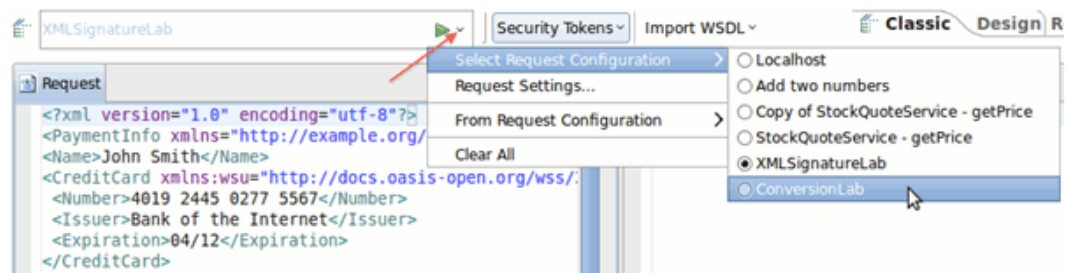 XMLSignatureLab
Security Tokens
Import WSDL
Classic
Design
R
Select Request Configuration
Request Settings...
From Request Configuration
Clear All
Localhost
Add two numbers
Copy of StockQuoteService - getPrice
StockQuoteService - getPrice
XMLSignatureLab
ConversionLab
Request
<?xml version="1.0" encoding="utf-8"?>
<PaymentInfo xmlns="http://example.org/
<Name>John Smith</Name>
<CreditCard xmlns:wsu="http://docs.oasis-open.org/wss/
<Number>4019 2445 0277 5567</Number>
<Issuer>Bank of the Internet</Issuer>
<Expiration>04/12</Expiration>
</CreditCard>